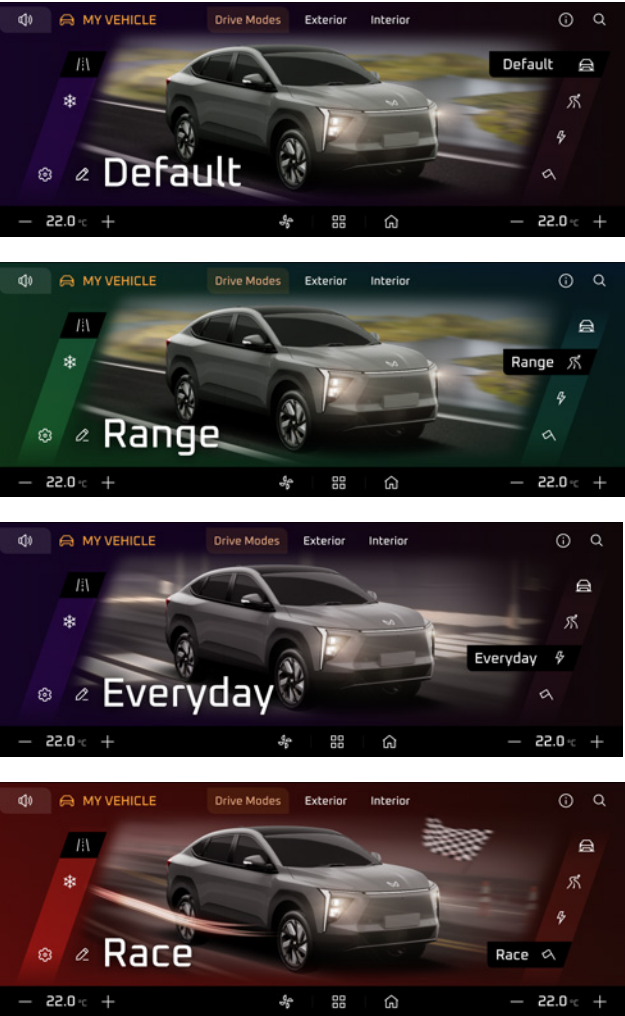 MY VEHICLE Drive Modes Exterior Interior
Default
Default
22.0 °C 22.0 °C
MY VEHICLE Drive Modes Exterior Interior
Range
Range
22.0 °C 22.0 °C
MY VEHICLE Drive Modes Exterior Interior
Everyday
Everyday
22.0 °C 22.0 °C
MY VEHICLE Drive Modes Exterior Interior
Race
Race
22.0 °C 22.0 °C